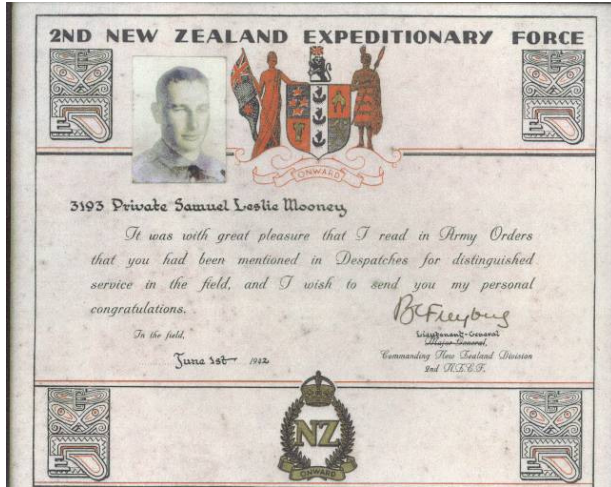 2ND NEW ZEALAND EXPEDITIONARY FORCE
ONWARD
3193 Private Samuel Leslie Mooney
It was with great pleasure that I read in Army Orders
that you had been mentioned in Despatches for distinguished
service in the field, and I wish to send you my personal
congratulations.
BCFreyberg
Lieutenant-General
Major-General,
In the field,
June 1st 1942
Commanding New Zealand Division
2nd N.Z.E.F.
NZ
ONWARD